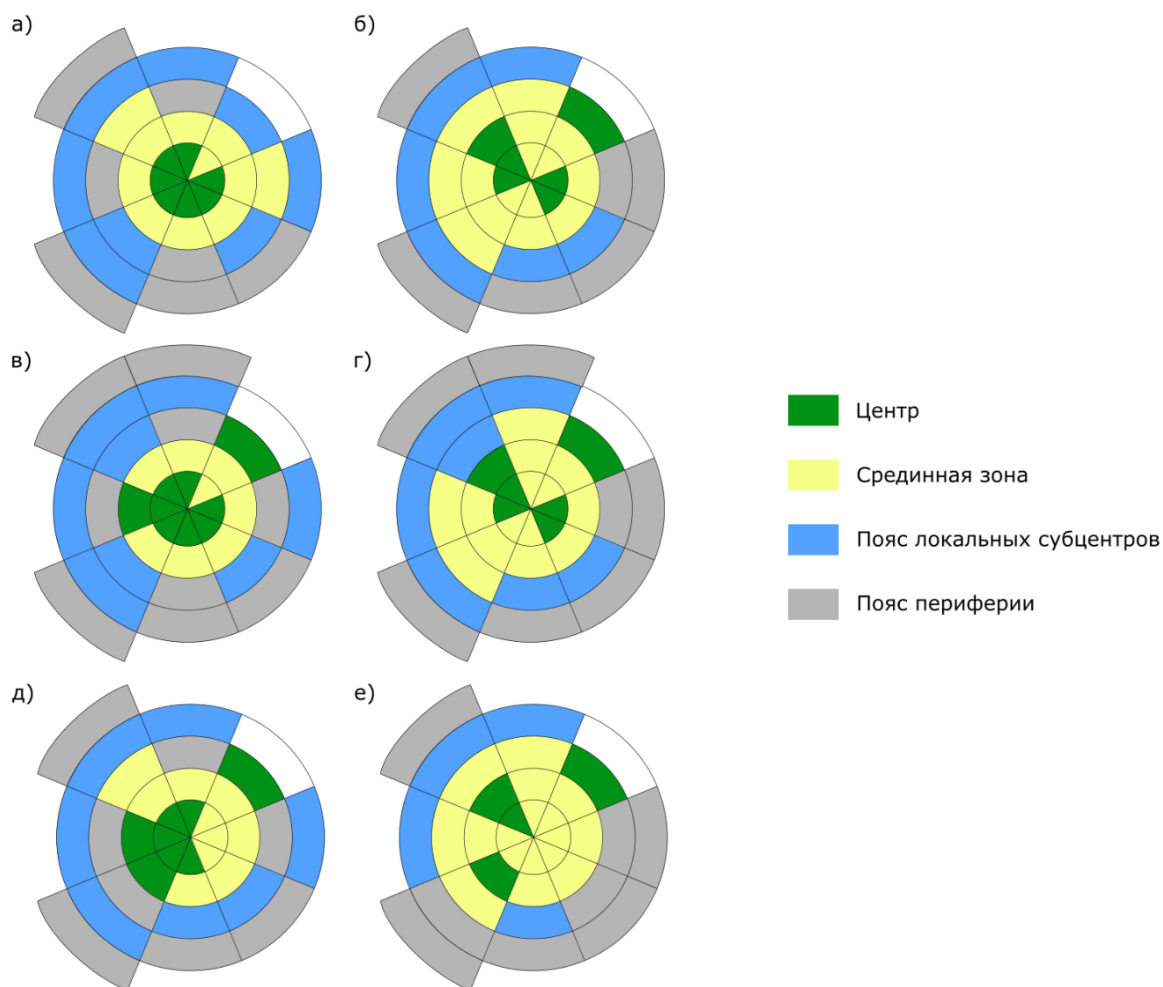 а)
б)
в)
г)
Центр
Срединная зона
Пояс локальных субцентров
Пояс периферии
д)
е)